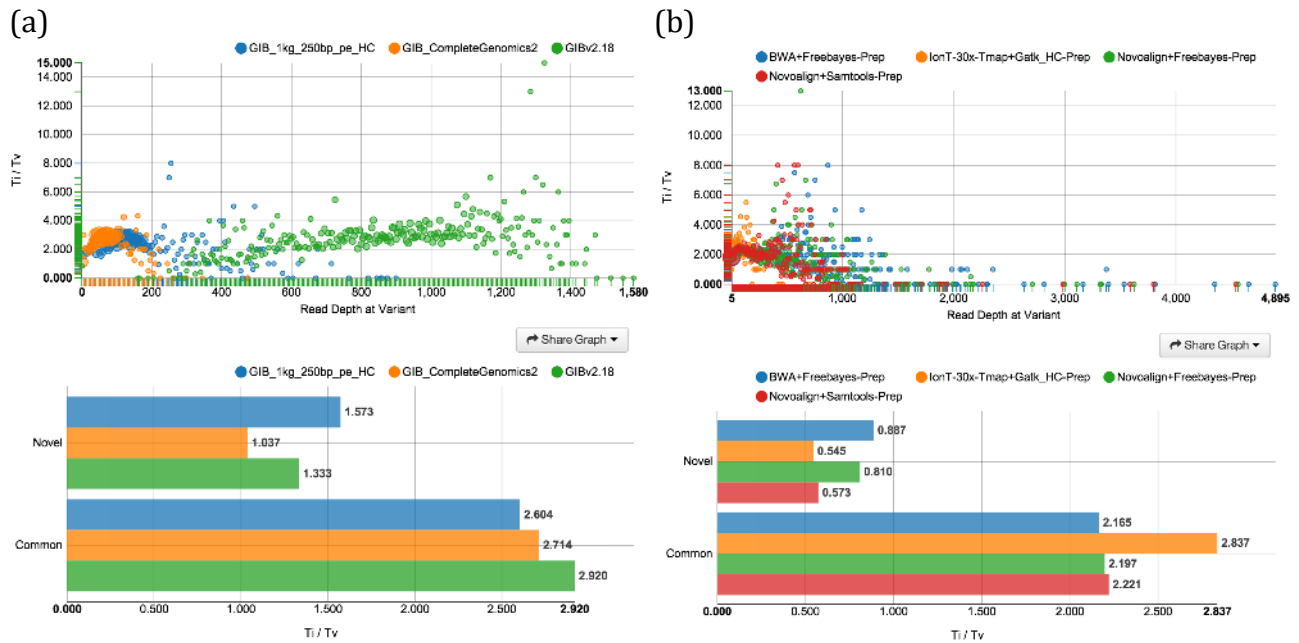 (a)
GIB_1kg_250bp_pe_HC GIB_CompleteGenomics2 GIBv2.18
15.000
14.000
12.000
10.000
8.000
6.000
4.000
2.000
0.000
Ti / Tv
0 200 400 600 800 1,000 1,200 1,400 1,580
Read Depth at Variant
Share Graph
GIB_1kg_250bp_pe_HC GIB_CompleteGenomics2 GIBv2.18
Novel
1.573
1.037
1.333
Common
2.604
2.714
2.920
0.000 0.500 1.000 1.500 2.000 2.500 2.920
Ti / Tv
(b)
BWA+Freebayes-Prep IonT-30x-Tmap+Gatk_HC-Prep Novoalign+Freebayes-Prep
Novoalign+Samtools-Prep
13.000
12.000
10.000
8.000
6.000
4.000
2.000
0.000
Ti / Tv
5 1,000 2,000 3,000 4,000 4,895
Read Depth at Variant
Share Graph
BWA+Freebayes-Prep IonT-30x-Tmap+Gatk_HC-Prep Novoalign+Freebayes-Prep
Novoalign+Samtools-Prep
Novel
0.887
0.545
0.810
0.573
Common
2.165
2.837
2.197
2.221
0.000 0.500 1.000 1.500 2.000 2.500 2.837
Ti / Tv